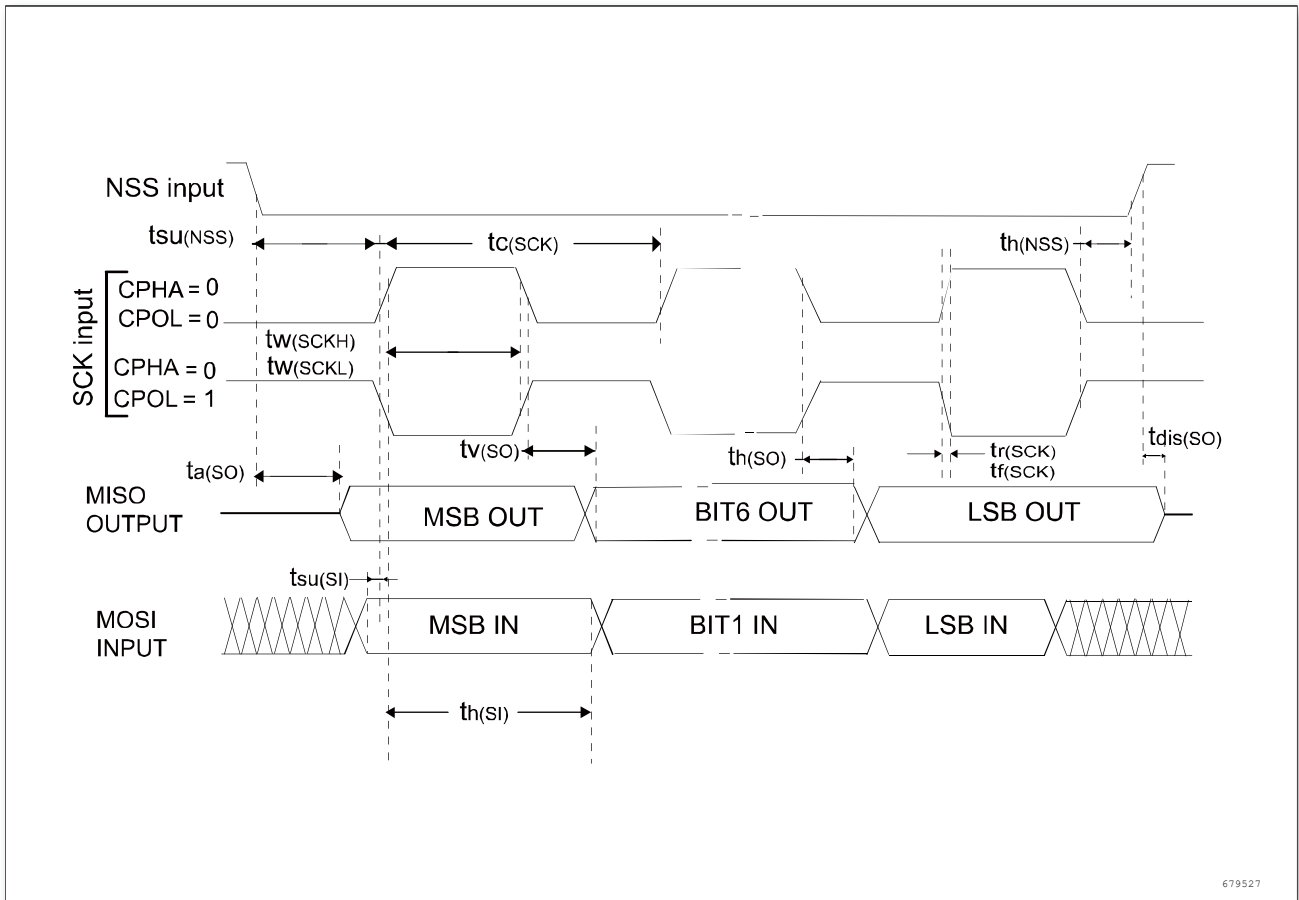 NSS input
tsu(NSS)
tc(SCK)
th(NSS)
SCK input
CPHA = 0
CPOL = 0
tw(SCKH)
CPHA = 0
tw(SCKL)
CPOL = 1
tv(SO)
th(SO)
tr(SCK)
tf(SCK)
tdis(SO)
ta(SO)
MISO
OUTPUT
MSB OUT
BIT6 OUT
LSB OUT
tsu(SI)
MOSI
INPUT
MSB IN
BIT1 IN
LSB IN
th(SI)
679527